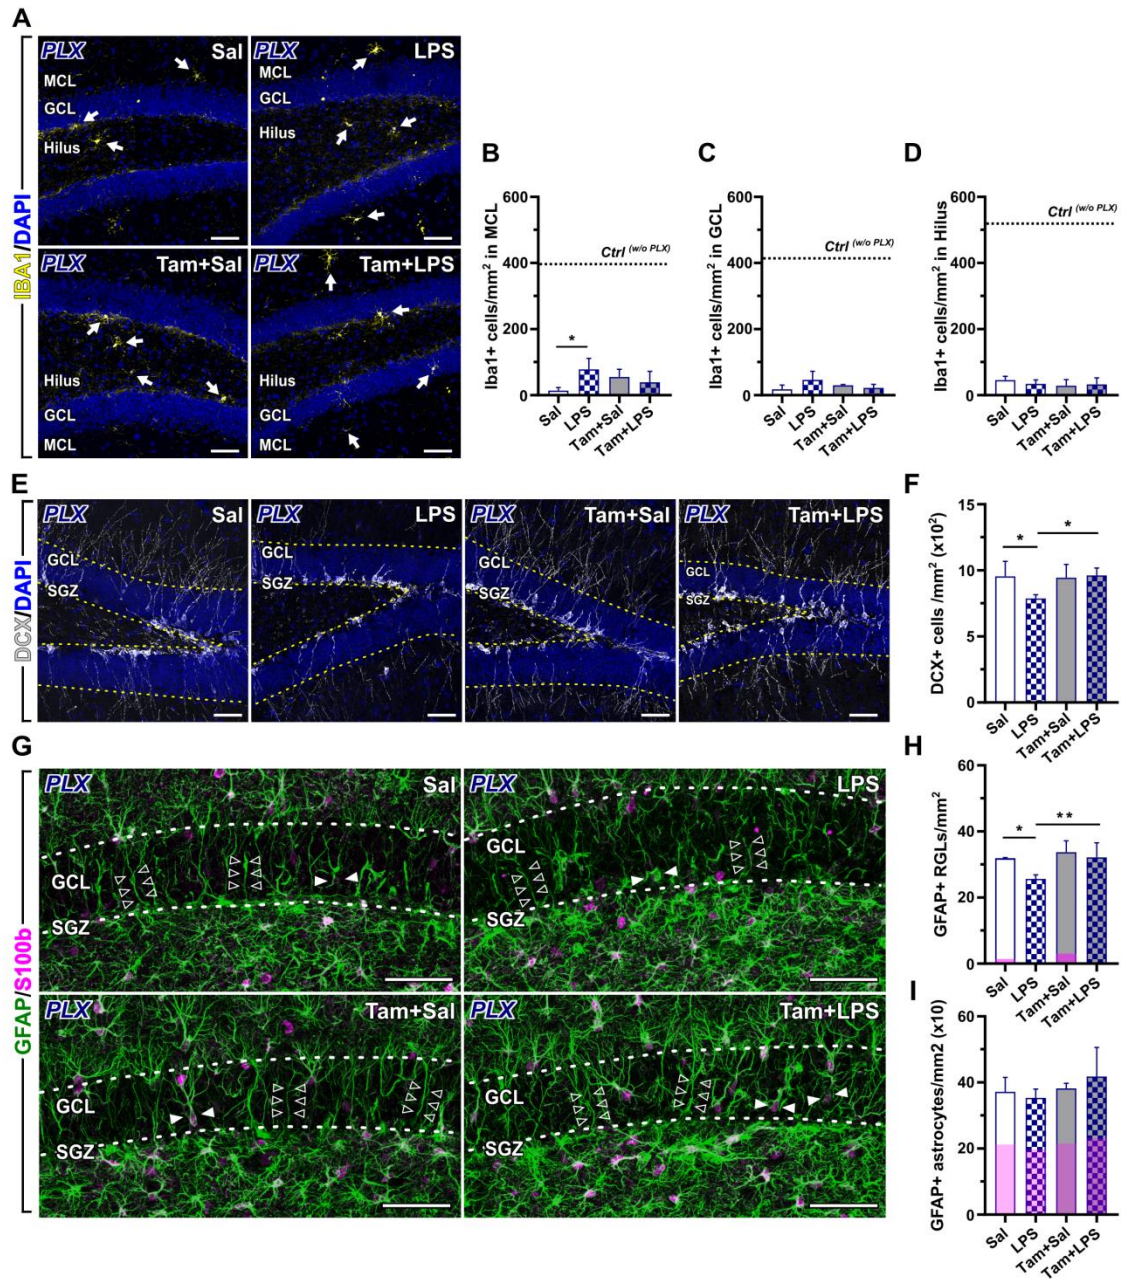 A
IBA1/DAPI
PLX Sal
MCL
GCL
Hilus
PLX LPS
MCL
GCL
Hilus
PLX Tam+Sal
Hilus
GCL
MCL
PLX Tam+LPS
Hilus
GCL
MCL
B
Iba1+ cells/mm² in MCL
600
400
200
0
Ctrl (w/o PLX)
*
Sal
LPS
Tam+Sal
Tam+LPS
C
Iba1+ cells/mm² in GCL
600
400
200
0
Ctrl (w/o PLX)
Sal
LPS
Tam+Sal
Tam+LPS
D
Iba1+ cells/mm² in Hilus
600
400
200
0
Ctrl (w/o PLX)
Sal
LPS
Tam+Sal
Tam+LPS
E
DCX/DAPI
PLX Sal
GCL
SGZ
PLX LPS
GCL
SGZ
PLX Tam+Sal
GCL
SGZ
PLX Tam+LPS
GCL
SGZ
F
DCX+ cells /mm² (x10²)
15
10
5
0
*
*
Sal
LPS
Tam+Sal
Tam+LPS
G
GFAP/S100b
PLX Sal
GCL
SGZ
PLX LPS
GCL
SGZ
PLX Tam+Sal
GCL
SGZ
PLX Tam+LPS
GCL
SGZ
H
GFAP+ RGLs/mm²
60
40
20
0
*
**
Sal
LPS
Tam+Sal
Tam+LPS
I
GFAP+ astrocytes/mm2 (x10)
60
40
20
0
Sal
LPS
Tam+Sal
Tam+LPS